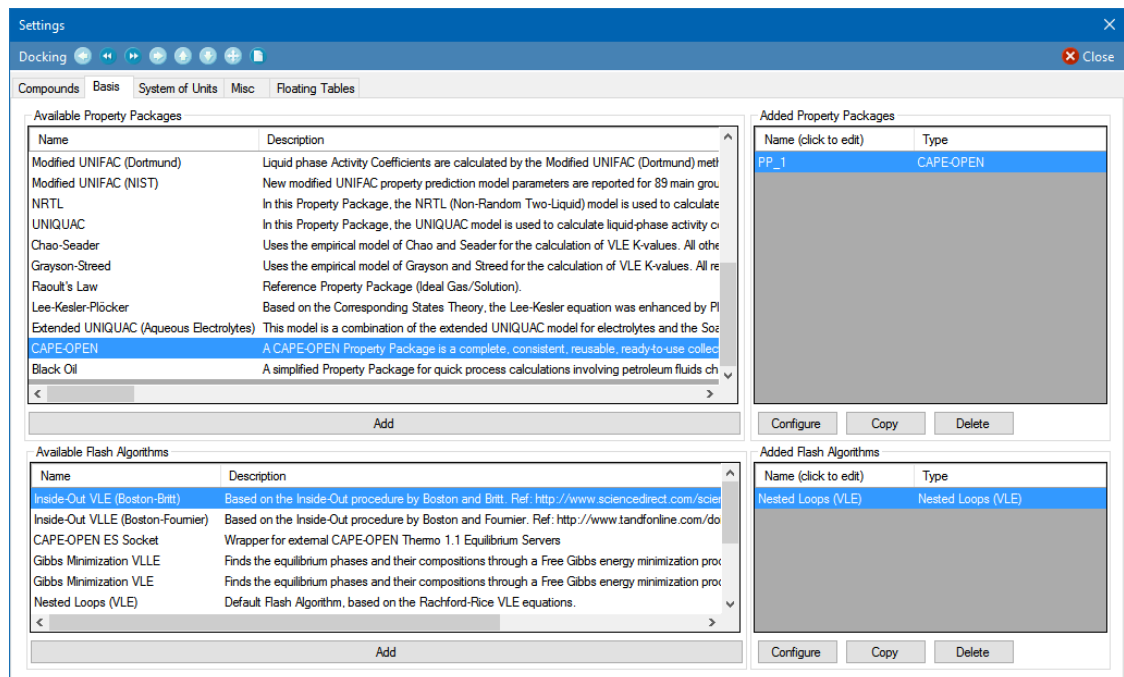 Settings
Docking Close
Compounds Basis System of Units Misc Floating Tables
Available Property Packages
Name Description
Modified UNIFAC (Dortmund) Liquid phase Activity Coefficients are calculated by the Modified UNIFAC (Dortmund)
Modified UNIFAC (NIST) New modified UNIFAC property prediction model parameters are reported for 89 main
NRTL In this Property Package, the NRTL (Non-Random Two-Liquid) model is used to calculate
UNIQUAC In this Property Package, the UNIQUAC model is used to calculate liquid-phase activity
Chao-Seader Uses the empirical model of Chao and Seader for the calculation of VLE K-values. All
Grayson-Streed Uses the empirical model of Grayson and Streed for the calculation of VLE K-values. All
Raoult's Law Reference Property Package (Ideal Gas/Solution).
Lee-Kesler-Plöcker Based on the Corresponding States Theory, the Lee-Kesler equation was enhanced by
Extended UNIQUAC (Aqueous Electrolytes) This model is a combination of the extended UNIQUAC model for electrolytes and the
CAPE-OPEN A CAPE-OPEN Property Package is a complete, consistent, reusable, ready-to-use
Black Oil A simplified Property Package for quick process calculations involving petroleum fluids
Add
Added Property Packages
Name (click to edit) Type
PP_1 CAPE-OPEN
Configure Copy Delete
Available Flash Algorithms
Name Description
Inside-Out VLE (Boston-Britt) Based on the Inside-Out procedure by Boston and Britt. Ref: http://www.sciencedirect.com/scien
Inside-Out VLLE (Boston-Fournier) Based on the Inside-Out procedure by Boston and Fournier. Ref: http://www.tandfonline.com/do
CAPE-OPEN ES Socket Wrapper for external CAPE-OPEN Thermo 1.1 Equilibrium Servers
Gibbs Minimization VLLE Finds the equilibrium phases and their compositions through a Free Gibbs energy minimization
Gibbs Minimization VLE Finds the equilibrium phases and their compositions through a Free Gibbs energy minimization
Nested Loops (VLE) Default Flash Algorithm, based on the Rachford-Rice VLE equations.
Add
Added Flash Algorithms
Name (click to edit) Type
Nested Loops (VLE) Nested Loops (VLE)
Configure Copy Delete